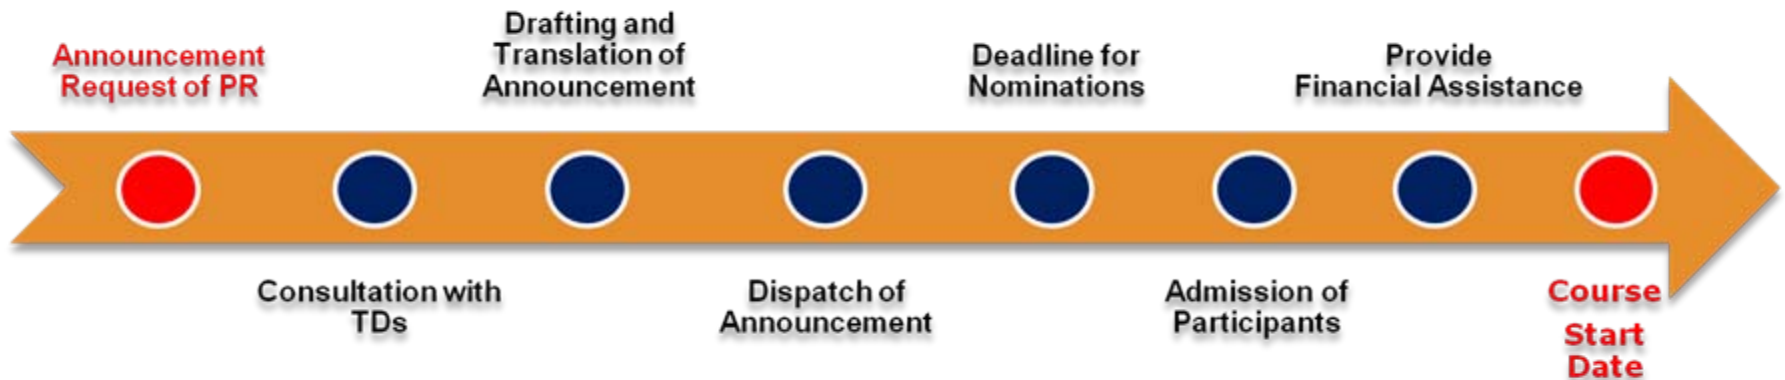 Announcement
Request of PR
Consultation with
TDs
Drafting and
Translation of
Announcement
Dispatch of
Announcement
Deadline for
Nominations
Admission of
Participants
Provide
Financial Assistance
Course
Start
Date